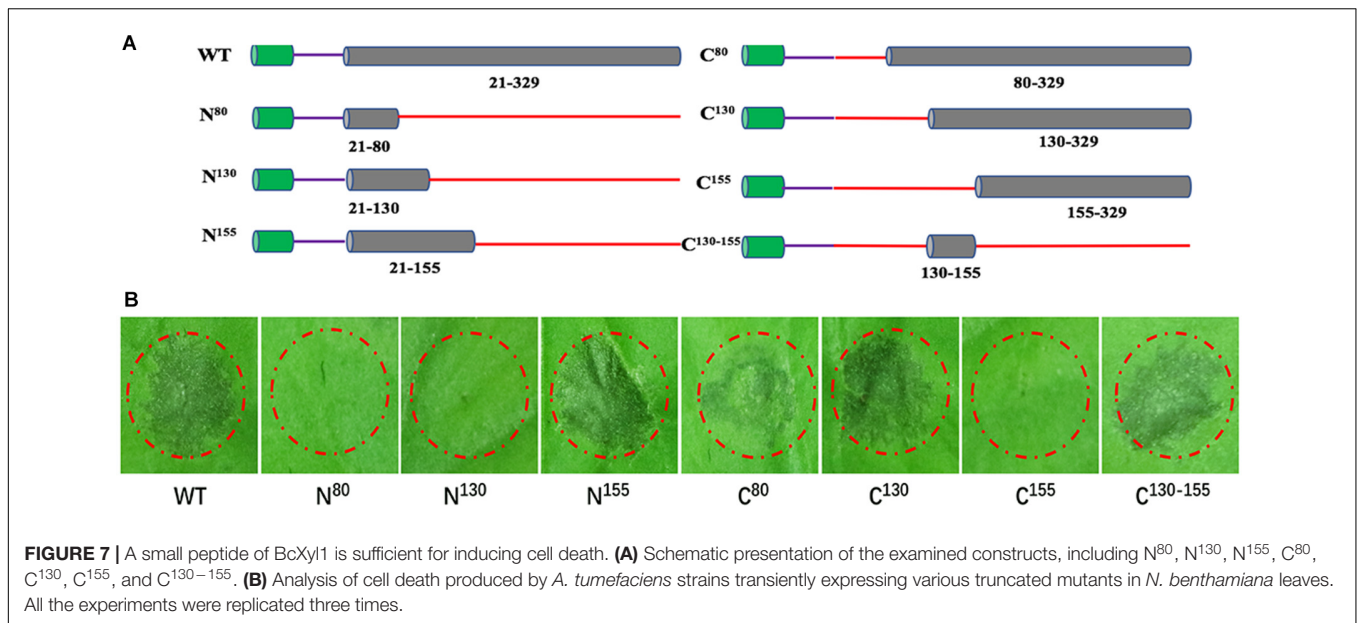 A
WT
21-329
C⁸⁰
80-329
N⁸⁰
21-80
C¹³⁰
130-329
N¹³⁰
21-130
C¹⁵⁵
155-329
N¹⁵⁵
21-155
C¹³⁰⁻¹⁵⁵
130-155
B
WT N⁸⁰ N¹³⁰ N¹⁵⁵ C⁸⁰ C¹³⁰ C¹⁵⁵ C¹³⁰⁻¹⁵⁵
FIGURE 7 | A small peptide of BcXyl1 is sufficient for inducing cell death. (A) Schematic presentation of the examined constructs, including N⁸⁰, N¹³⁰, N¹⁵⁵, C⁸⁰,
C¹³⁰, C¹⁵⁵, and C¹³⁰⁻¹⁵⁵. (B) Analysis of cell death produced by A. tumefaciens strains transiently expressing various truncated mutants in N. benthamiana leaves.
All the experiments were replicated three times.